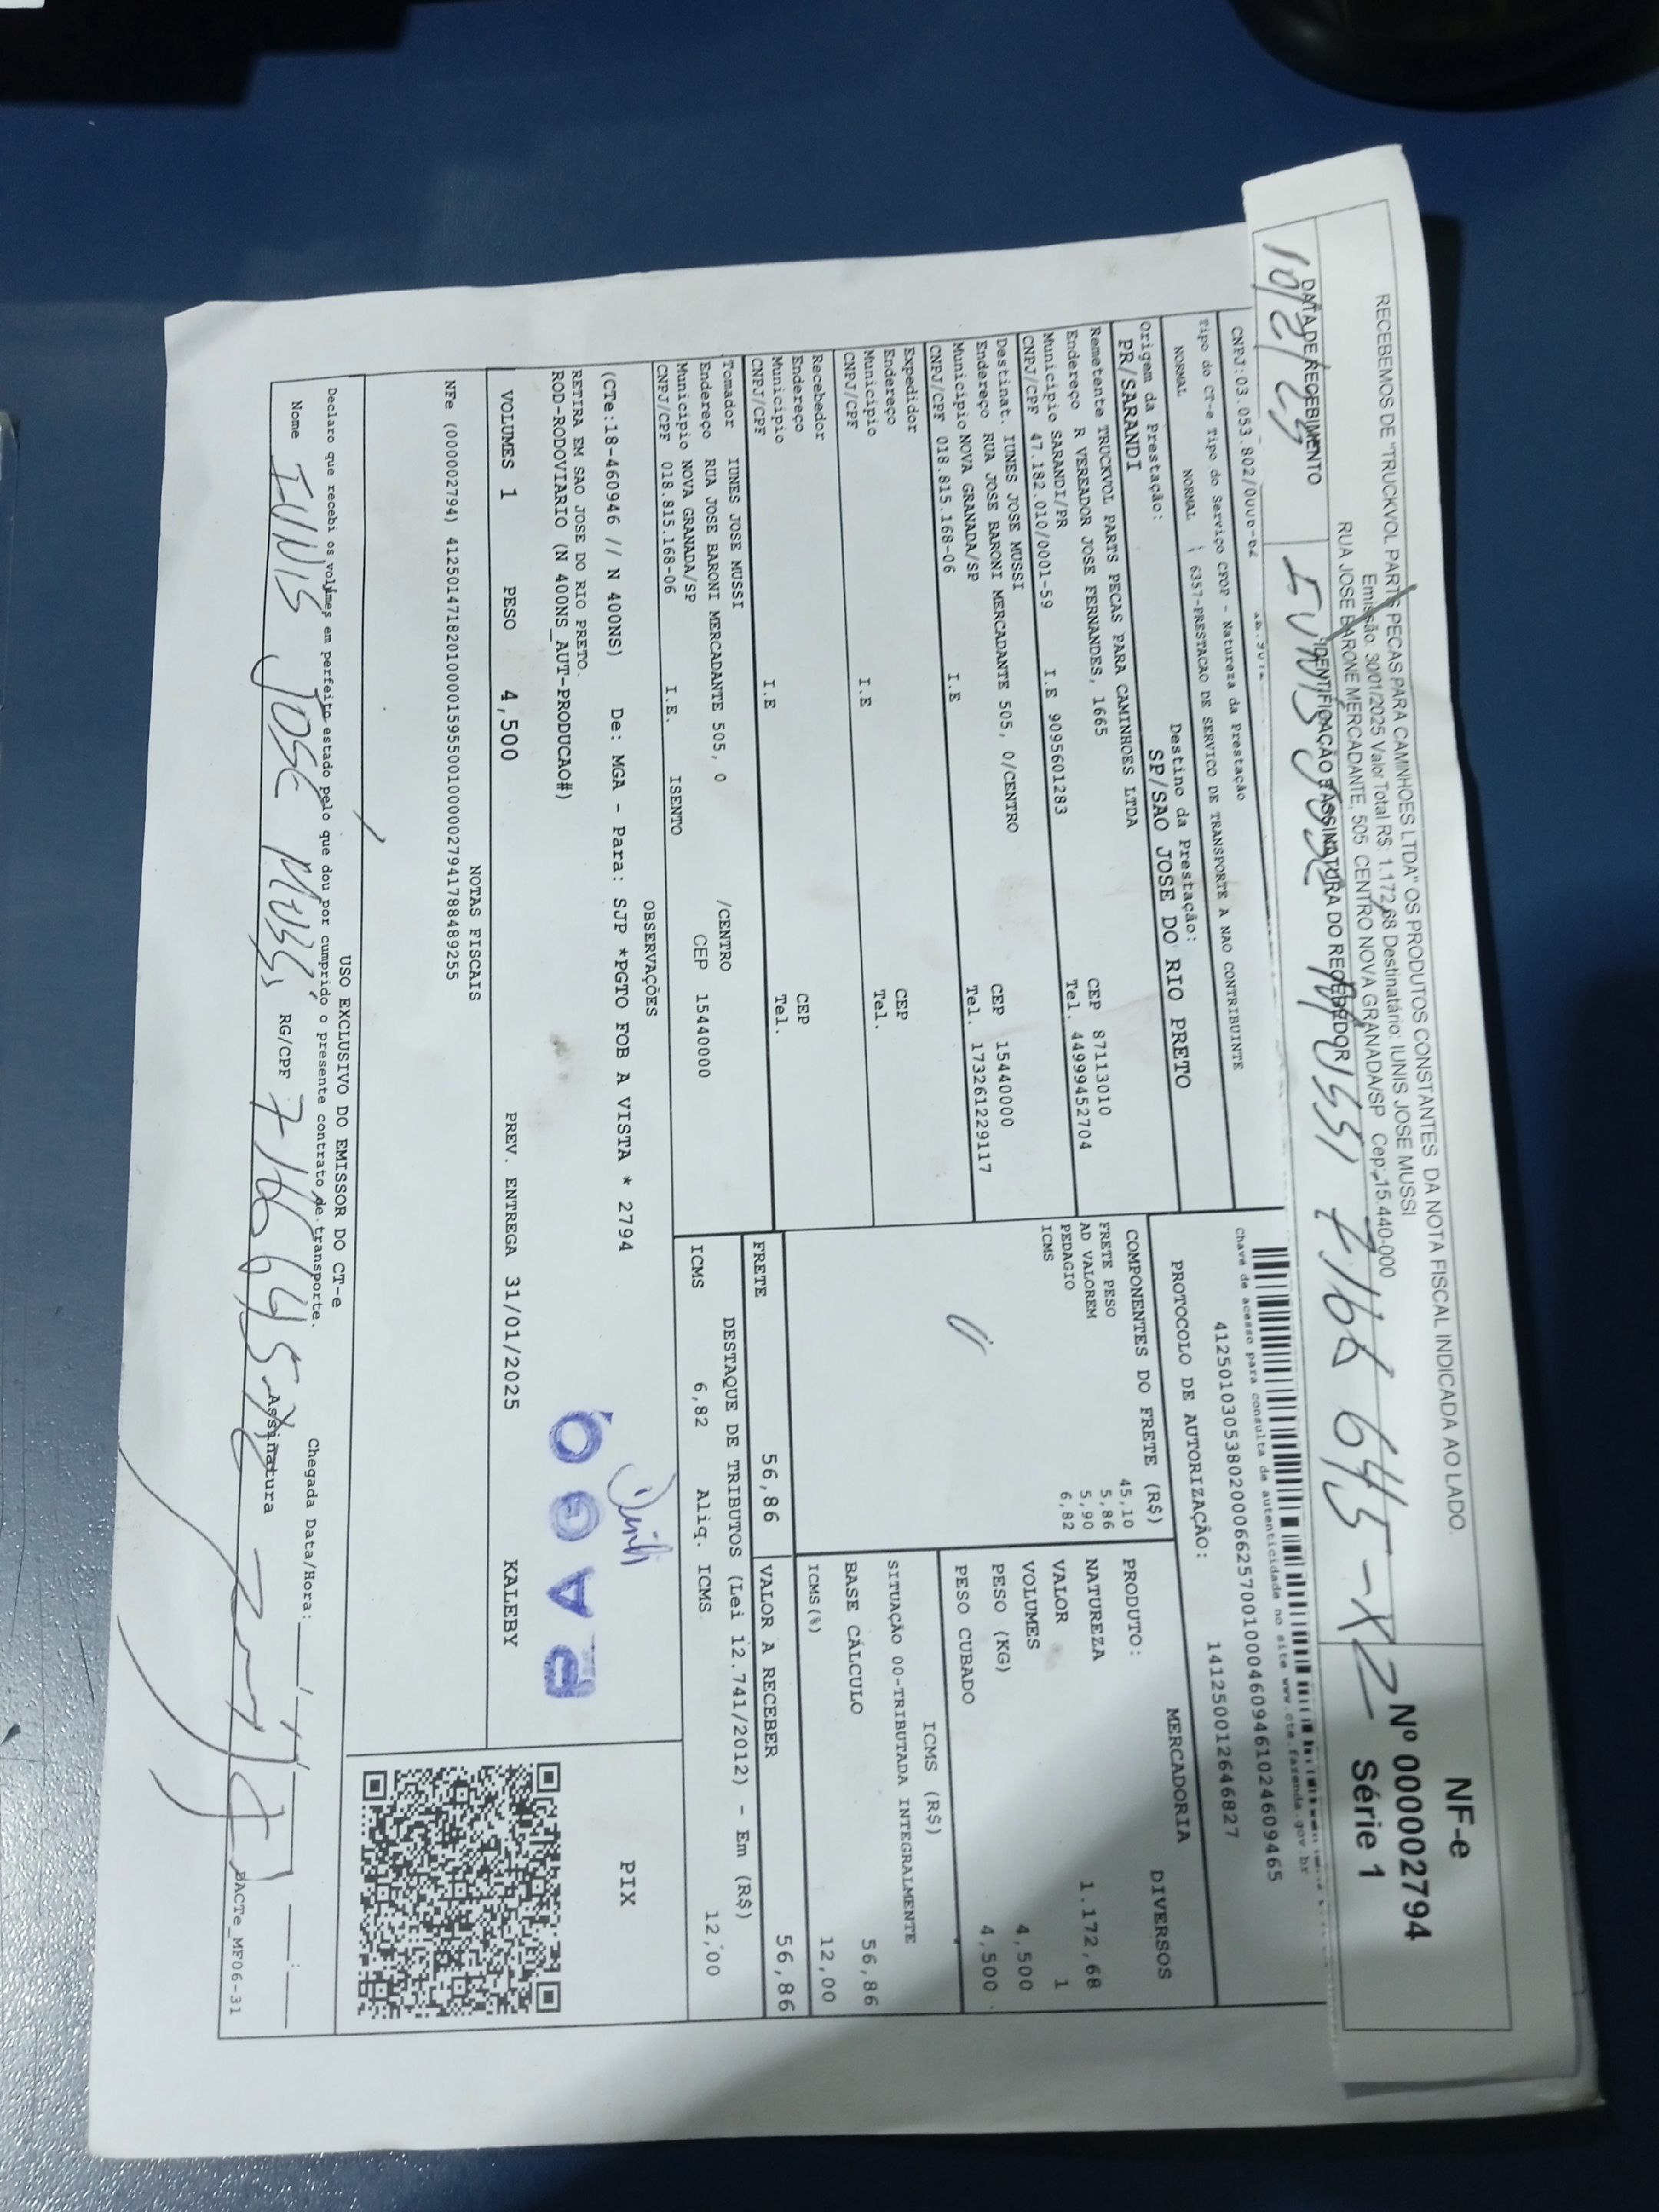 RECEBEMOS DE "TRUCKVOL PARTS PECAS PARA CAMINHOES LTDA" OS PRODUTOS CONSTANTES DA NOTA FISCAL INDICADA AO LADO.
Emissão: 30/01/2025 Valor Total R$: 1.172,68 Destinatário: IUNIS JOSE MUSSI
RUA JOSE BARONE MERCADANTE, 505 CENTRO NOVA GRANADA/SP Cep: 15.440-000
DATA DE RECEBIMENTO
IDENTIFICAÇÃO E ASSINATURA DO RECEBEDOR
IUNIS JOSE MUSSI 7166645-X
NF-e
Nº 000002794
Série 1
CNPJ:03.053.802/0006-62
Chave de acesso para consulta de autenticidade no site www.cte.fazenda.gov.br
41250103053802000662570010004609461024609465
Tipo do CT-e Tipo do Serviço CFOP - Natureza da Prestação
NORMAL NORMAL 6357-PRESTACAO DE SERVICO DE TRANSPORTE A NAO CONTRIBUINTE
PROTOCOLO DE AUTORIZAÇÃO: 141250012646827
Origem da Prestação: Destino da Prestação:
PR/SARANDI SP/SAO JOSE DO RIO PRETO
Remetente TRUCKVOL PARTS PECAS PARA CAMINHOES LTDA
Endereço R VEREADOR JOSE FERNANDES, 1665 CEP 87113010
Município SARANDI/PR Tel. 44999452704
CNPJ/CPF 47.182.010/0001-59 I.E 9095601283
Destinat. IUNES JOSE MUSSI
Endereço RUA JOSE BARONI MERCADANTE 505, 0/CENTRO CEP 15440000
Município NOVA GRANADA/SP Tel. 173261229117
CNPJ/CPF 018.815.168-06 I.E
Expedidor
Endereço CEP
Município Tel.
CNPJ/CPF I.E
Recebedor
Endereço CEP
Município Tel.
CNPJ/CPF I.E
Tomador IUNES JOSE MUSSI
Endereço RUA JOSE BARONI MERCADANTE 505, 0 /CENTRO
Município NOVA GRANADA/SP CEP 15440000
CNPJ/CPF 018.815.168-06 I.E. ISENTO
COMPONENTES DO FRETE (R$)
FRETE PESO 45,10
AD VALOREM 5,86
PEDAGIO 5,90
ICMS 6,82
MERCADORIA
PRODUTO: DIVERSOS
NATUREZA
VALOR 1.172,68
VOLUMES 1
PESO (KG) 4,500
PESO CUBADO 4,500
ICMS (R$)
SITUAÇÃO 00-TRIBUTADA INTEGRALMENTE
BASE CÁLCULO 56,86
ICMS(%) 12,00
FRETE 56,86
VALOR A RECEBER 56,86
DESTAQUE DE TRIBUTOS (Lei 12.741/2012) - Em (R$)
ICMS 6,82 Aliq. ICMS 12,00
OBSERVAÇÕES
(CTe:18-460946 // N 400NS) De: MGA - Para: SJP *PGTO FOB A VISTA * 2794
RETIRA EM SAO JOSE DO RIO PRETO.
ROD-RODOVIARIO (N 400NS_AUT-PRODUCAO#)
PAGO
PIX
VOLUMES 1 PESO 4,500 PREV. ENTREGA 31/01/2025 KALEBY
NOTAS FISCAIS
NFe (000002794) 41250147182010000159550010000027941788489255
USO EXCLUSIVO DO EMISSOR DO CT-e
Declaro que recebi os volumes em perfeito estado pelo que dou por cumprido o presente contrato de transporte.
Chegada Data/Hora: ___/___/___ ___:___
Nome IUNIS JOSE MUSSI RG/CPF Assinatura
DACTe_MF06-31